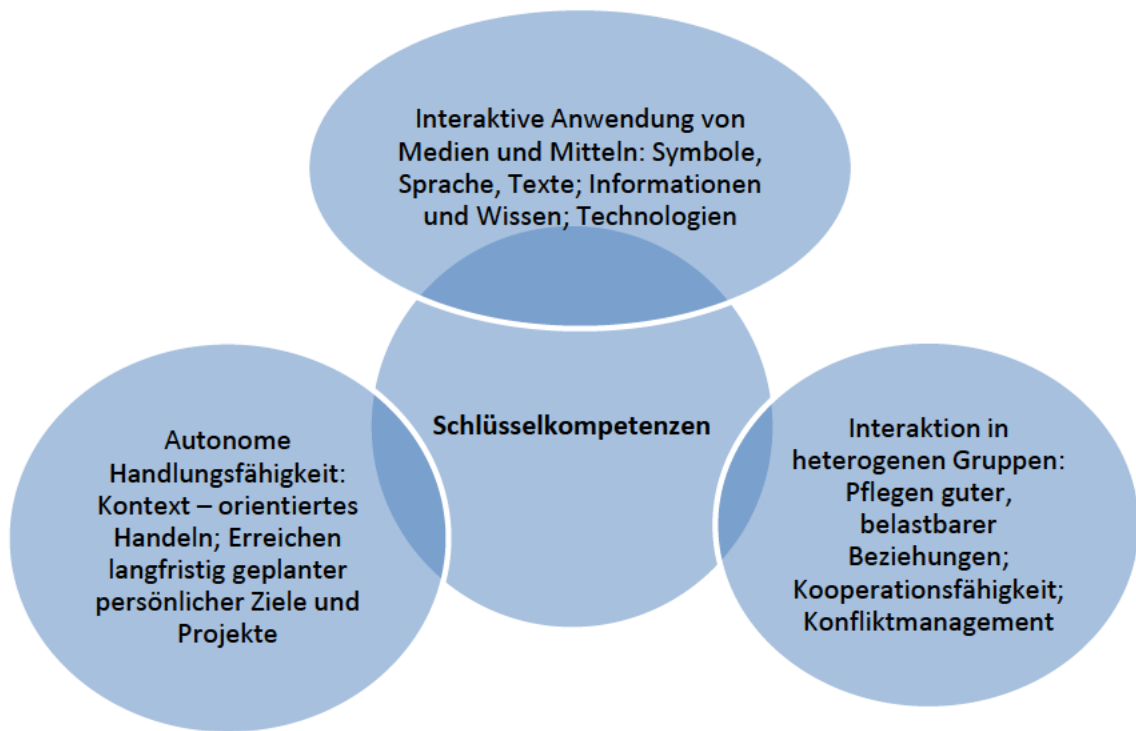 Interaktive Anwendung von
Medien und Mitteln: Symbole,
Sprache, Texte; Informationen
und Wissen; Technologien
Schlüsselkompetenzen
Autonome
Handlungsfähigkeit:
Kontext – orientiertes
Handeln; Erreichen
langfristig geplanter
persönlicher Ziele und
Projekte
Interaktion in
heterogenen Gruppen:
Pflegen guter,
belastbarer
Beziehungen;
Kooperationsfähigkeit;
Konfliktmanagement